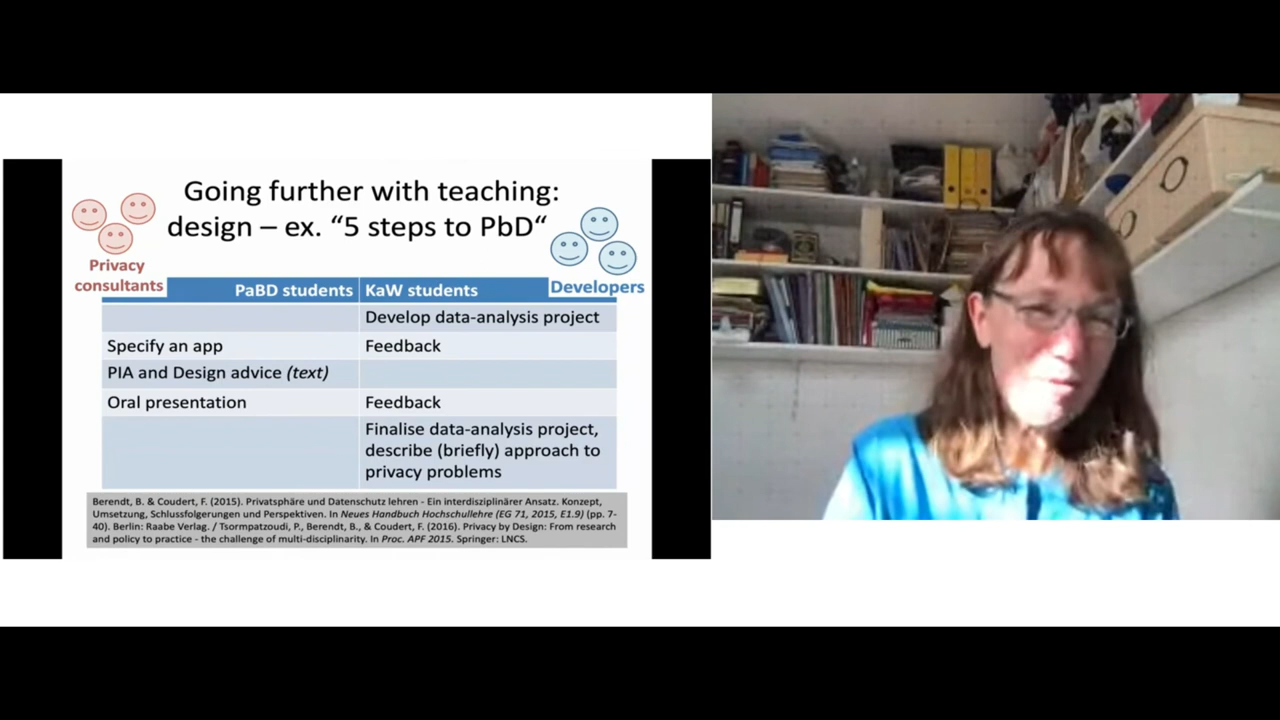 Going further with teaching:
design – ex. “5 steps to PbD“
Privacy
consultants
Developers
PaBD students KaW students
Develop data-analysis project
Specify an app Feedback
PIA and Design advice (text)
Oral presentation Feedback
Finalise data-analysis project,
describe (briefly) approach to
privacy problems
Berendt, B. & Coudert, F. (2015). Privatsphäre und Datenschutz lehren - Ein interdisziplinärer Ansatz. Konzept,
Umsetzung, Schlussfolgerungen und Perspektiven. In Neues Handbuch Hochschullehre (EG 71, 2015, E1.9) (pp. 7-
40). Berlin: Raabe Verlag. / Tsormpatzoudi, P., Berendt, B., & Coudert, F. (2016). Privacy by Design: From research
and policy to practice - the challenge of multi-disciplinarity. In Proc. APF 2015. Springer: LNCS.